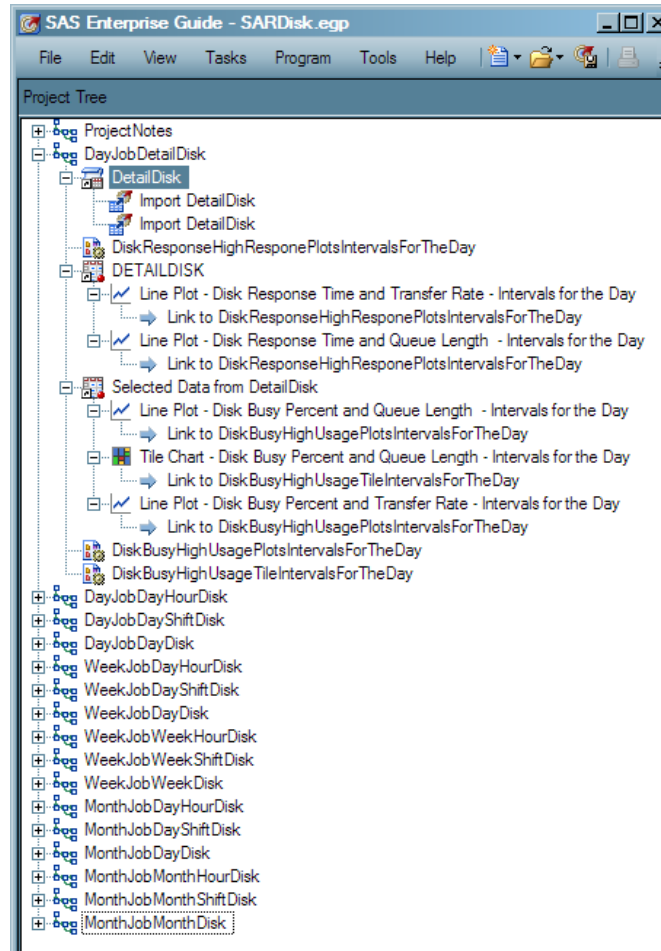 SAS Enterprise Guide - SARDisk.egp
File Edit View Tasks Program Tools Help
Project Tree
ProjectNotes
DayJobDetailDisk
DetailDisk
Import DetailDisk
Import DetailDisk
DiskResponseHighResponePlotsIntervalsForTheDay
DETAILDISK
Line Plot - Disk Response Time and Transfer Rate - Intervals for the Day
Link to DiskResponseHighResponePlotsIntervalsForTheDay
Line Plot - Disk Response Time and Queue Length - Intervals for the Day
Link to DiskResponseHighResponePlotsIntervalsForTheDay
Selected Data from DetailDisk
Line Plot - Disk Busy Percent and Queue Length - Intervals for the Day
Link to DiskBusyHighUsagePlotsIntervalsForTheDay
Tile Chart - Disk Busy Percent and Queue Length - Intervals for the Day
Link to DiskBusyHighUsageTileIntervalsForTheDay
Line Plot - Disk Busy Percent and Transfer Rate - Intervals for the Day
Link to DiskBusyHighUsagePlotsIntervalsForTheDay
DiskBusyHighUsagePlotsIntervalsForTheDay
DiskBusyHighUsageTileIntervalsForTheDay
DayJobDayHourDisk
DayJobDayShiftDisk
DayJobDayDisk
WeekJobDayHourDisk
WeekJobDayShiftDisk
WeekJobDayDisk
WeekJobWeekHourDisk
WeekJobWeekShiftDisk
WeekJobWeekDisk
MonthJobDayHourDisk
MonthJobDayShiftDisk
MonthJobDayDisk
MonthJobMonthHourDisk
MonthJobMonthShiftDisk
MonthJobMonthDisk